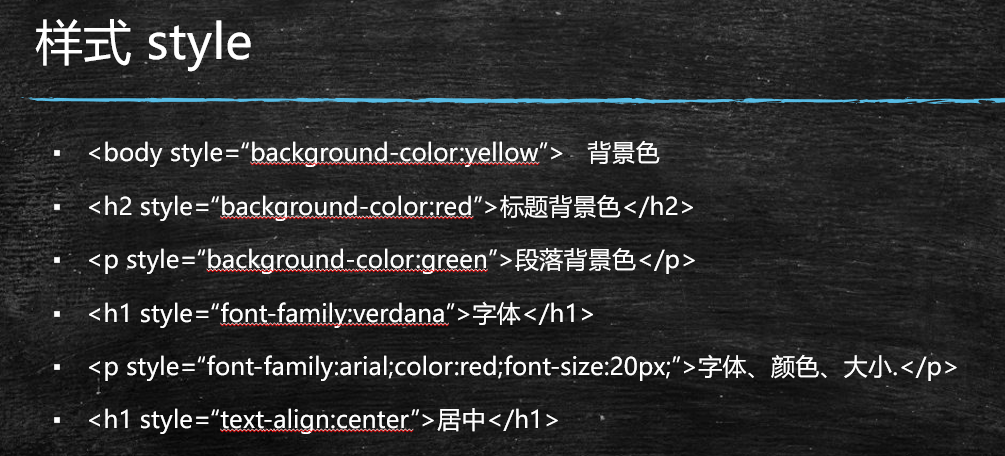 样式 style
▪ <body style=“background-color:yellow”> 背景色
▪ <h2 style=“background-color:red”>标题背景色</h2>
▪ <p style=“background-color:green”>段落背景色</p>
▪ <h1 style=“font-family:verdana”>字体</h1>
▪ <p style=“font-family:arial;color:red;font-size:20px;”>字体、颜色、大小.</p>
▪ <h1 style=“text-align:center”>居中</h1>